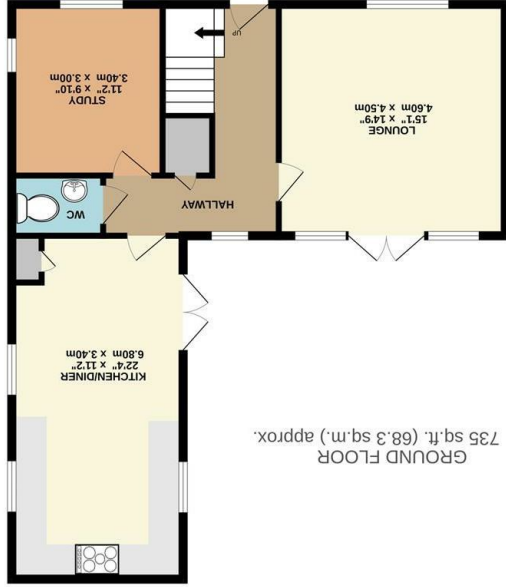 GROUND FLOOR
735 sq.ft. (68.3 sq.m.) approx.
KITCHEN/DINER
22'4" x 11'2"
6.80m x 3.40m
WC
HALLWAY
LOUNGE
15'1" x 14'9"
4.60m x 4.50m
STUDY
11'2" x 9'10"
3.40m x 3.00m
UP